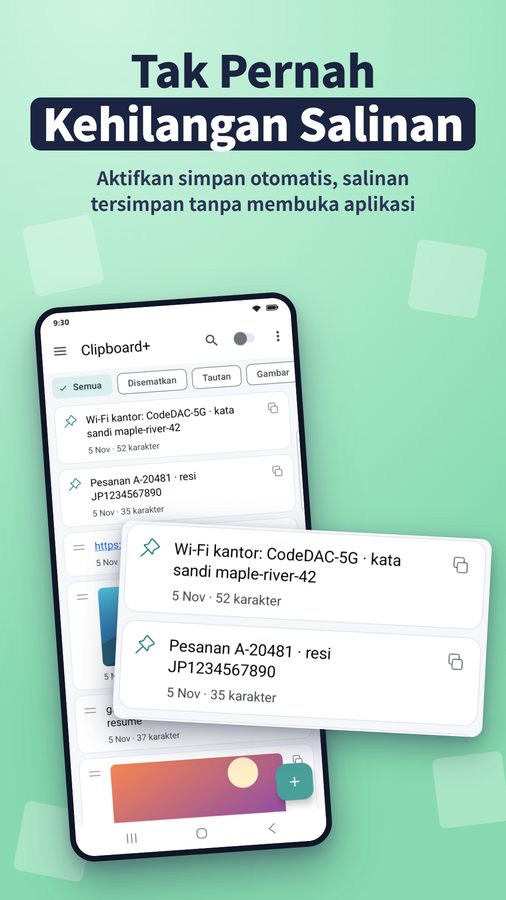 Tak Pernah
Kehilangan Salinan
Aktifkan simpan otomatis, salinan
tersimpan tanpa membuka aplikasi
9:30
Clipboard+
Semua
Disematkan
Tautan
Gambar
Wi-Fi kantor: CodeDAC-5G · kata
sandi maple-river-42
5 Nov · 52 karakter
Pesanan A-20481 · resi
JP1234567890
5 Nov · 35 karakter
https:
5 Nov
Wi-Fi kantor: CodeDAC-5G · kata
sandi maple-river-42
5 Nov · 52 karakter
Pesanan A-20481 · resi
JP1234567890
5 Nov · 35 karakter
resume
5 Nov · 37 karakter